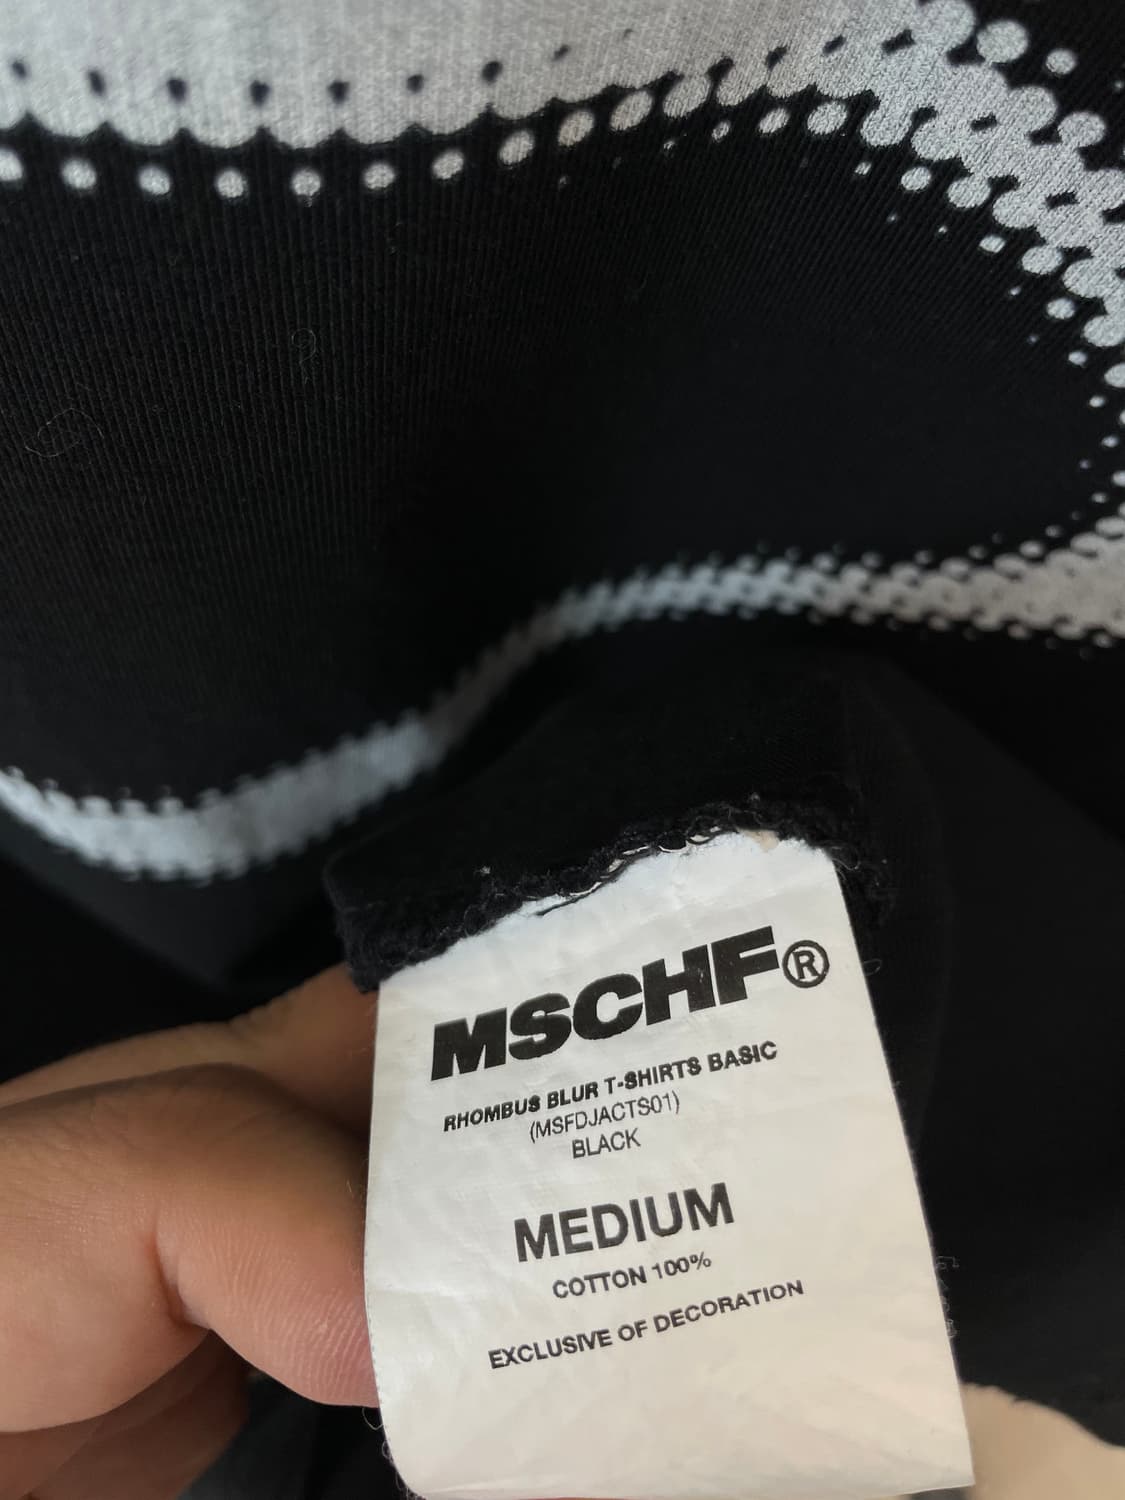 MSCHF®
RHOMBUS BLUR T-SHIRTS BASIC
(MSFDJACTS01)
BLACK
MEDIUM
COTTON 100%
EXCLUSIVE OF DECORATION